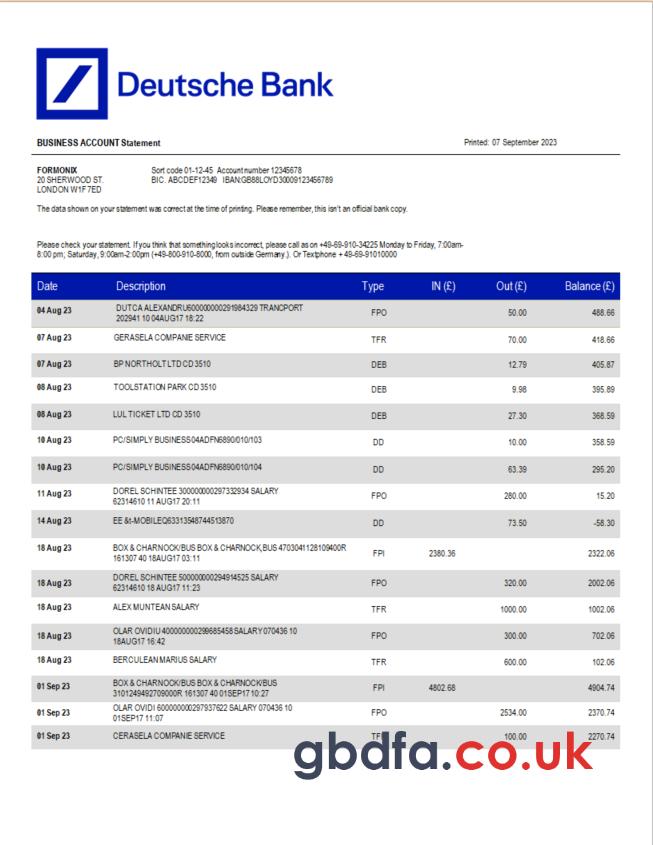 Deutsche Bank
BUSINESS ACCOUNT Statement Printed: 07 September 2023
FORMONIX Sort code 01-12-45 Account number 12345678
20 SHERWOOD ST. BIC. ABCDEF12349 IBAN:GB88LOYD30009123456789
LONDON W1F 7ED
The data shown on your statement was correct at the time of printing. Please remember, this isn't an official bank copy.
Please check your statement. If you think that something looks incorrect, please call as on +49-69-910-34225 Monday to Friday, 7:00am-
8:00 pm; Saturday, 9:00am-2:00pm (+49-800-910-8000, from outside Germany.). Or Textphone + 49-69-91010000
Date Description Type IN (£) Out (£) Balance (£)
04 Aug 23 DUTCA ALEXANDRU600000000291984329 TRANCPORT FPO 50.00 488.66
202941 10 04AUG17 18:22
07 Aug 23 GERASELA COMPANIE SERVICE TFR 70.00 418.66
07 Aug 23 BP NORTHOLT LTD CD 3510 DEB 12.79 405.87
08 Aug 23 TOOLSTATION PARK CD 3510 DEB 9.98 395.89
08 Aug 23 LUL TICKET LTD CD 3510 DEB 27.30 368.59
10 Aug 23 PC/SIMPLY BUSINESS04ADFN6890/010/103 DD 10.00 358.59
10 Aug 23 PC/SIMPLY BUSINESS04ADFN6890/010/104 DD 63.39 295.20
11 Aug 23 DOREL SCHINTEE 300000000297332934 SALARY FPO 280.00 15.20
62314610 11 AUG17 20:11
14 Aug 23 EE &t-MOBILEQ63313548744513870 DD 73.50 -58.30
18 Aug 23 BOX & CHARNOCK/BUS BOX & CHARNOCK,BUS 4703041128109400R FPI 2380.36 2322.06
161307 40 18AUG17 03:11
18 Aug 23 DOREL SCHINTEE 500000000294914525 SALARY FPO 320.00 2002.06
62314610 18 AUG17 11:23
18 Aug 23 ALEX MUNTEAN SALARY TFR 1000.00 1002.06
18 Aug 23 OLAR OVIDIU 400000000299685458 SALARY 070436 10 FPO 300.00 702.06
18AUG17 16:42
18 Aug 23 BERCULEAN MARIUS SALARY TFR 600.00 102.06
01 Sep 23 BOX & CHARNOCK/BUS BOX & CHARNOCK/BUS FPI 4802.68 4904.74
3101249492709000R 161307 40 01SEP17 10:27
01 Sep 23 OLAR OVIDI 6000000000297937622 SALARY 070436 10 FPO 2534.00 2370.74
01SEP17 11:07
01 Sep 23 CERASELA COMPANIE SERVICE 100.00 2270.74
gbdfa.co.uk